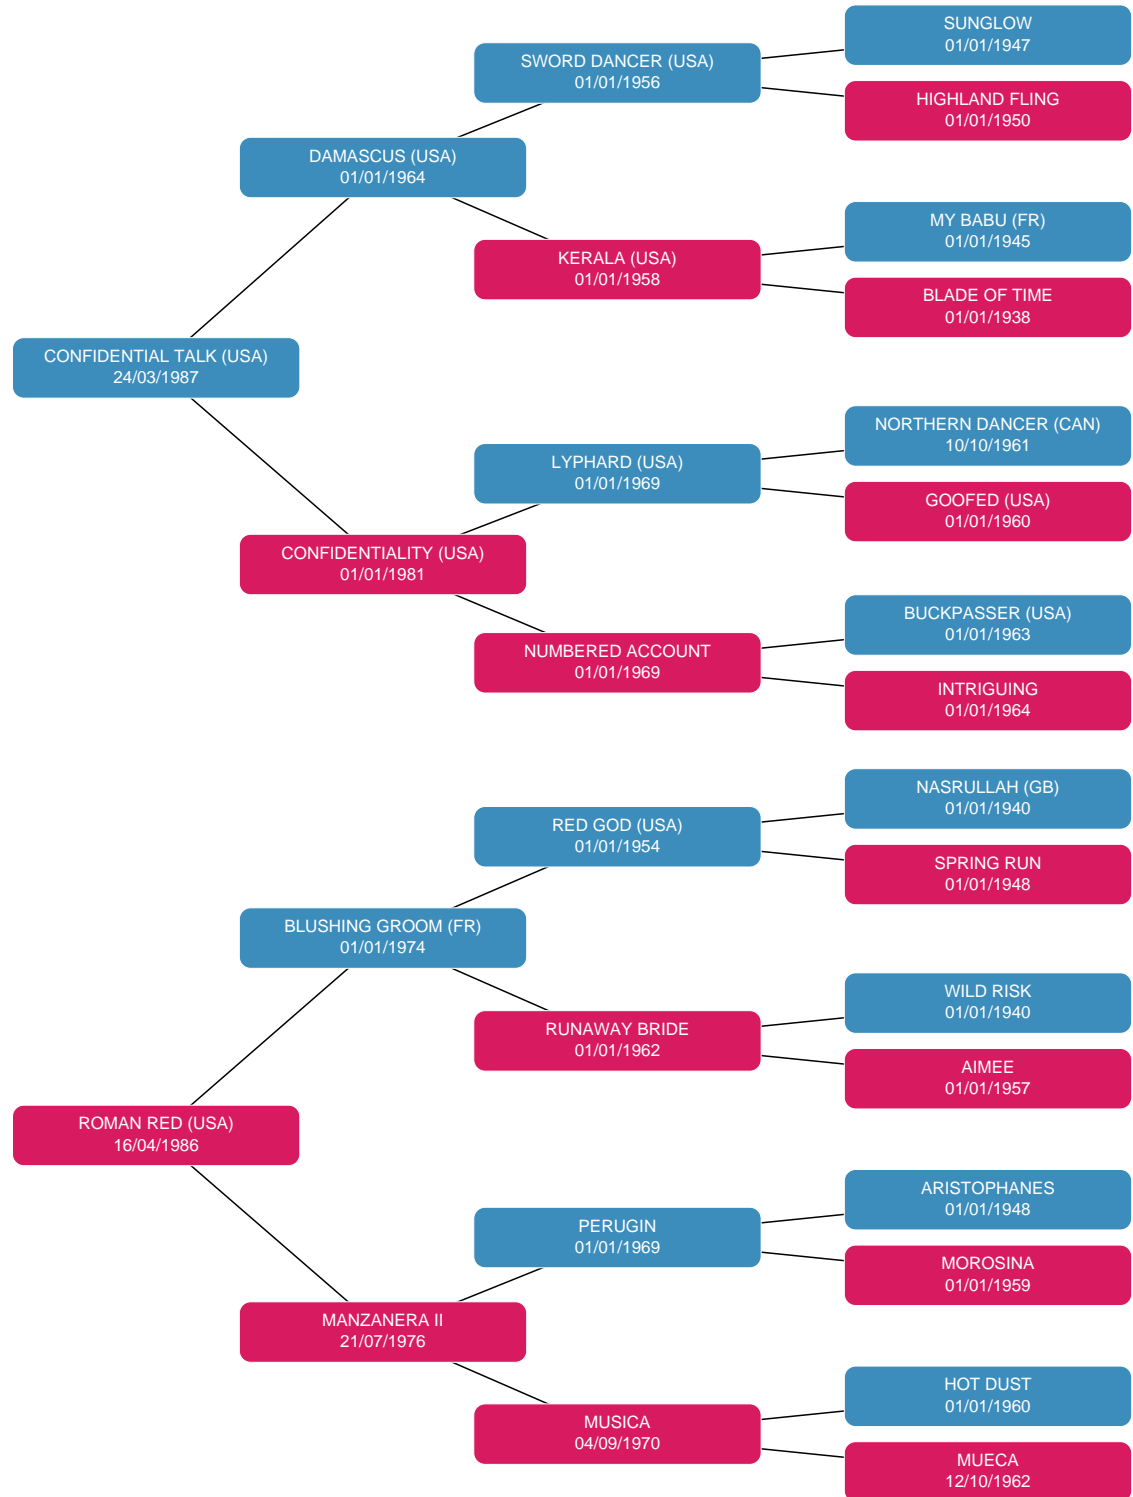 SUNGLOW
01/01/1947
SWORD DANCER (USA)
01/01/1956
HIGHLAND FLING
01/01/1950
DAMASCUS (USA)
01/01/1964
MY BABU (FR)
01/01/1945
KERALA (USA)
01/01/1958
BLADE OF TIME
01/01/1938
CONFIDENTIAL TALK (USA)
24/03/1987
NORTHERN DANCER (CAN)
10/10/1961
LYPHARD (USA)
01/01/1969
GOOFED (USA)
01/01/1960
CONFIDENTIALITY (USA)
01/01/1981
BUCKPASSER (USA)
01/01/1963
NUMBERED ACCOUNT
01/01/1969
INTRIGUING
01/01/1964
NASRULLAH (GB)
01/01/1940
RED GOD (USA)
01/01/1954
SPRING RUN
01/01/1948
BLUSHING GROOM (FR)
01/01/1974
WILD RISK
01/01/1940
RUNAWAY BRIDE
01/01/1962
AIMEE
01/01/1957
ROMAN RED (USA)
16/04/1986
ARISTOPHANES
01/01/1948
PERUGIN
01/01/1969
MOROSINA
01/01/1959
MANZANERA II
21/07/1976
HOT DUST
01/01/1960
MUSICA
04/09/1970
MUECA
12/10/1962